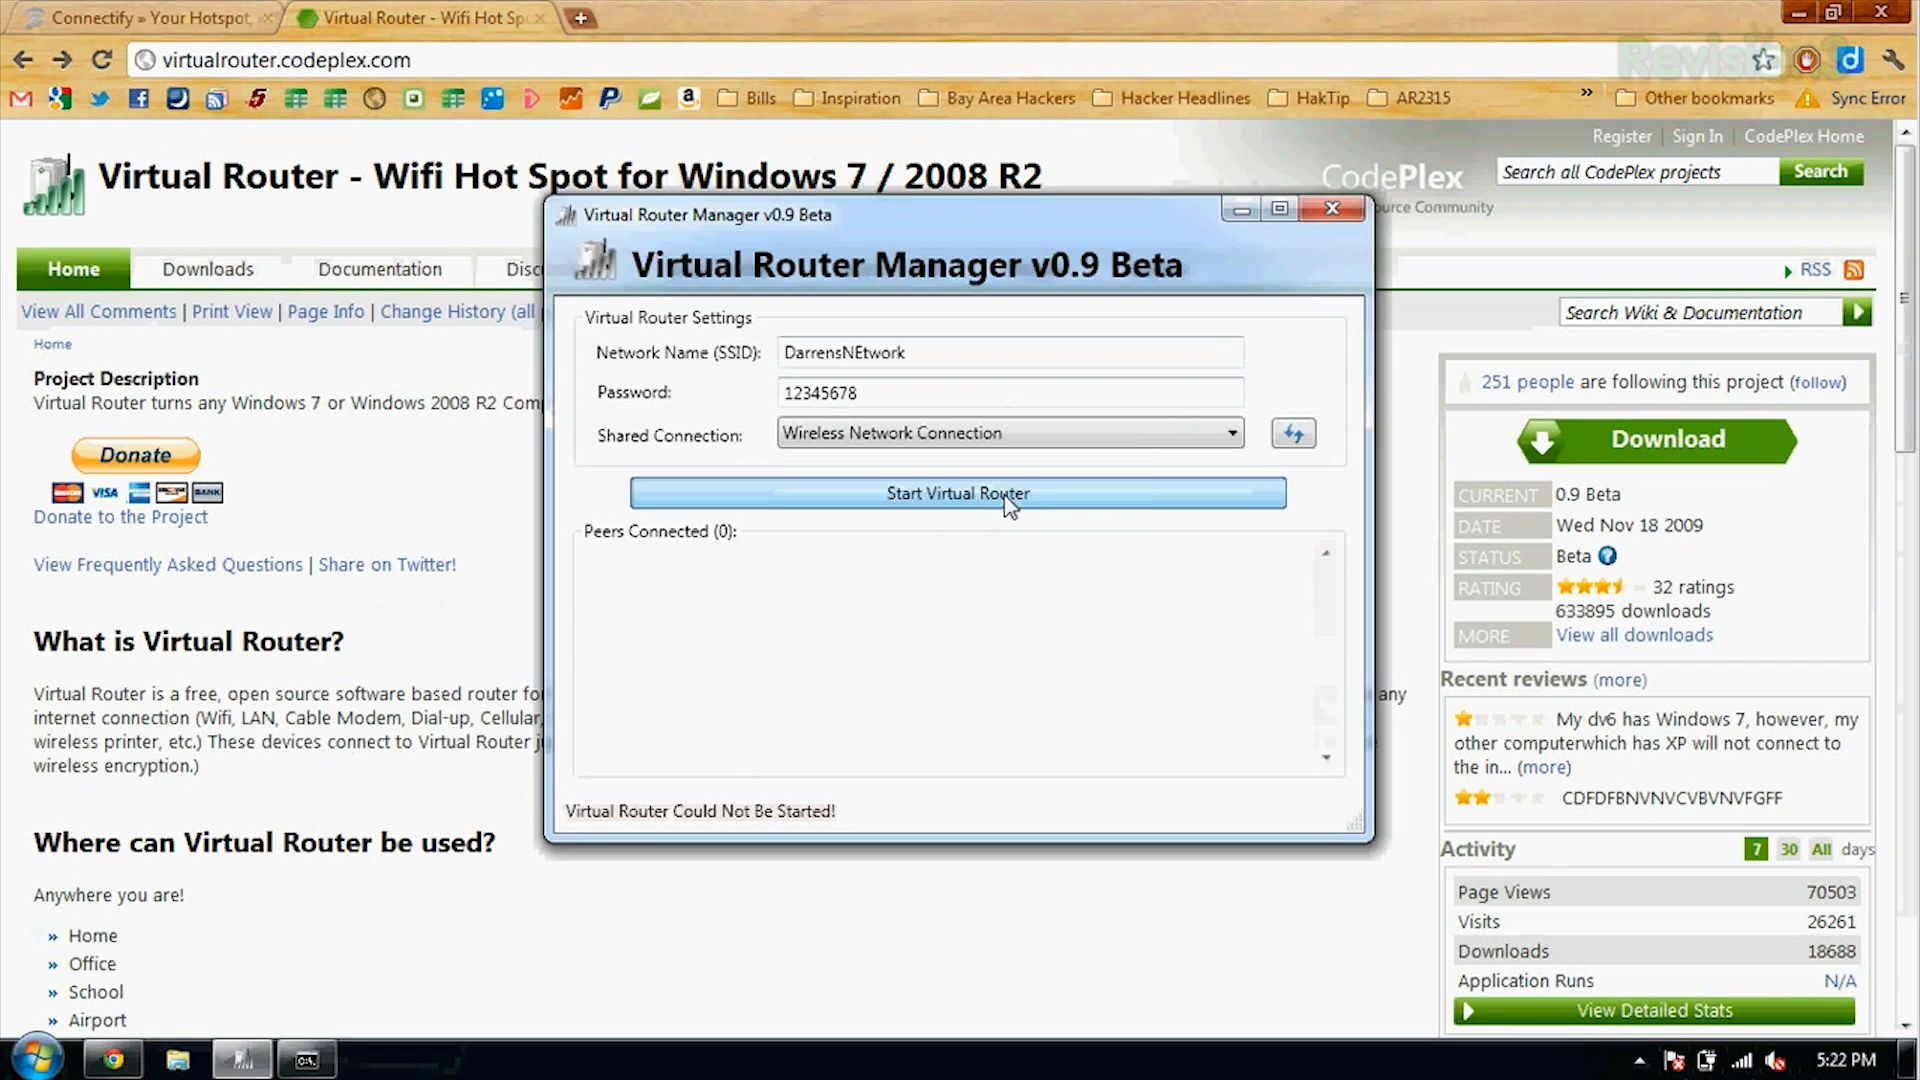 Connectify » Your Hotspot,
Virtual Router - Wifi Hot Sp
virtualrouter.codeplex.com
Revision3
Bills
Inspiration
Bay Area Hackers
Hacker Headlines
HakTip
AR2315
»
Other bookmarks
Sync Error
Register | Sign In | CodePlex Home
Virtual Router - Wifi Hot Spot for Windows 7 / 2008 R2
CodePlex
Search all CodePlex projects
Search
ource Community
Home
Downloads
Documentation
Disc
RSS
View All Comments | Print View | Page Info | Change History (all
Search Wiki & Documentation
Home
Project Description
Virtual Router turns any Windows 7 or Windows 2008 R2 Comp
Donate
VISA
BANK
Donate to the Project
View Frequently Asked Questions | Share on Twitter!
What is Virtual Router?
Virtual Router is a free, open source software based router fo
any
internet connection (Wifi, LAN, Cable Modem, Dial-up, Cellular,
wireless printer, etc.) These devices connect to Virtual Router j
wireless encryption.)
Where can Virtual Router be used?
Anywhere you are!
» Home
» Office
» School
» Airport
Virtual Router Manager v0.9 Beta
Virtual Router Manager v0.9 Beta
Virtual Router Settings
Network Name (SSID): DarrensNEtwork
Password: 12345678
Shared Connection: Wireless Network Connection
Start Virtual Router
Peers Connected (0):
Virtual Router Could Not Be Started!
251 people are following this project (follow)
Download
CURRENT 0.9 Beta
DATE Wed Nov 18 2009
STATUS Beta
RATING 32 ratings
633895 downloads
MORE View all downloads
Recent reviews (more)
My dv6 has Windows 7, however, my
other computerwhich has XP will not connect to
the in... (more)
CDFDFBNVNVCVBVNVFGFF
Activity 7 30 All days
Page Views 70503
Visits 26261
Downloads 18688
Application Runs N/A
View Detailed Stats
5:22 PM